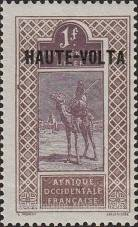 1F
HAUTE-VOLTA
AFRIQUE
OCCIDENTALE
FRANÇAISE